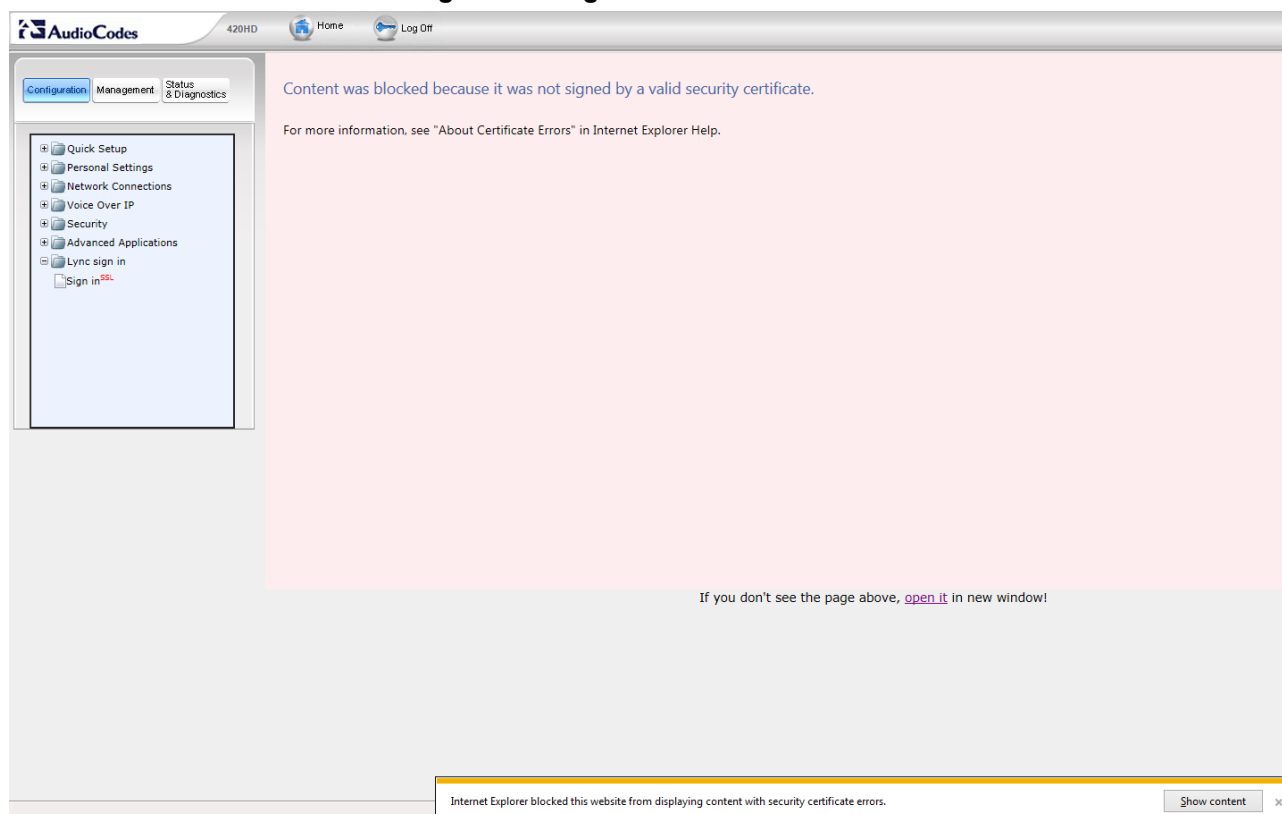 AudioCodes
420HD
Home
Log Off
Configuration
Management
Status
& Diagnostics
Content was blocked because it was not signed by a valid security certificate.
For more information, see "About Certificate Errors" in Internet Explorer Help.
Quick Setup
Personal Settings
Network Connections
Voice Over IP
Security
Advanced Applications
Lync sign in
Sign inSSL
If you don't see the page above, open it in new window!
Internet Explorer blocked this website from displaying content with security certificate errors.
Show content